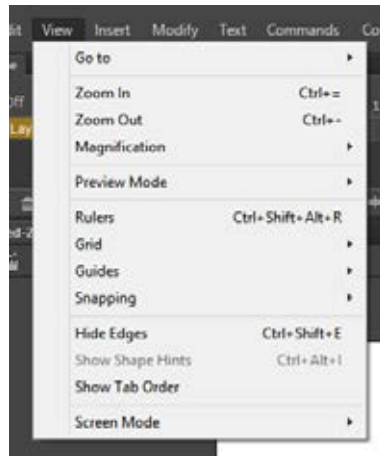 View Insert Modify Text Commands
Go to
Zoom In Ctrl+=
Zoom Out Ctrl+-
Magnification
Preview Mode
Rulers Ctrl+Shift+Alt+R
Grid
Guides
Snapping
Hide Edges Ctrl+Shift+E
Show Shape Hints Ctrl+Alt+I
Show Tab Order
Screen Mode